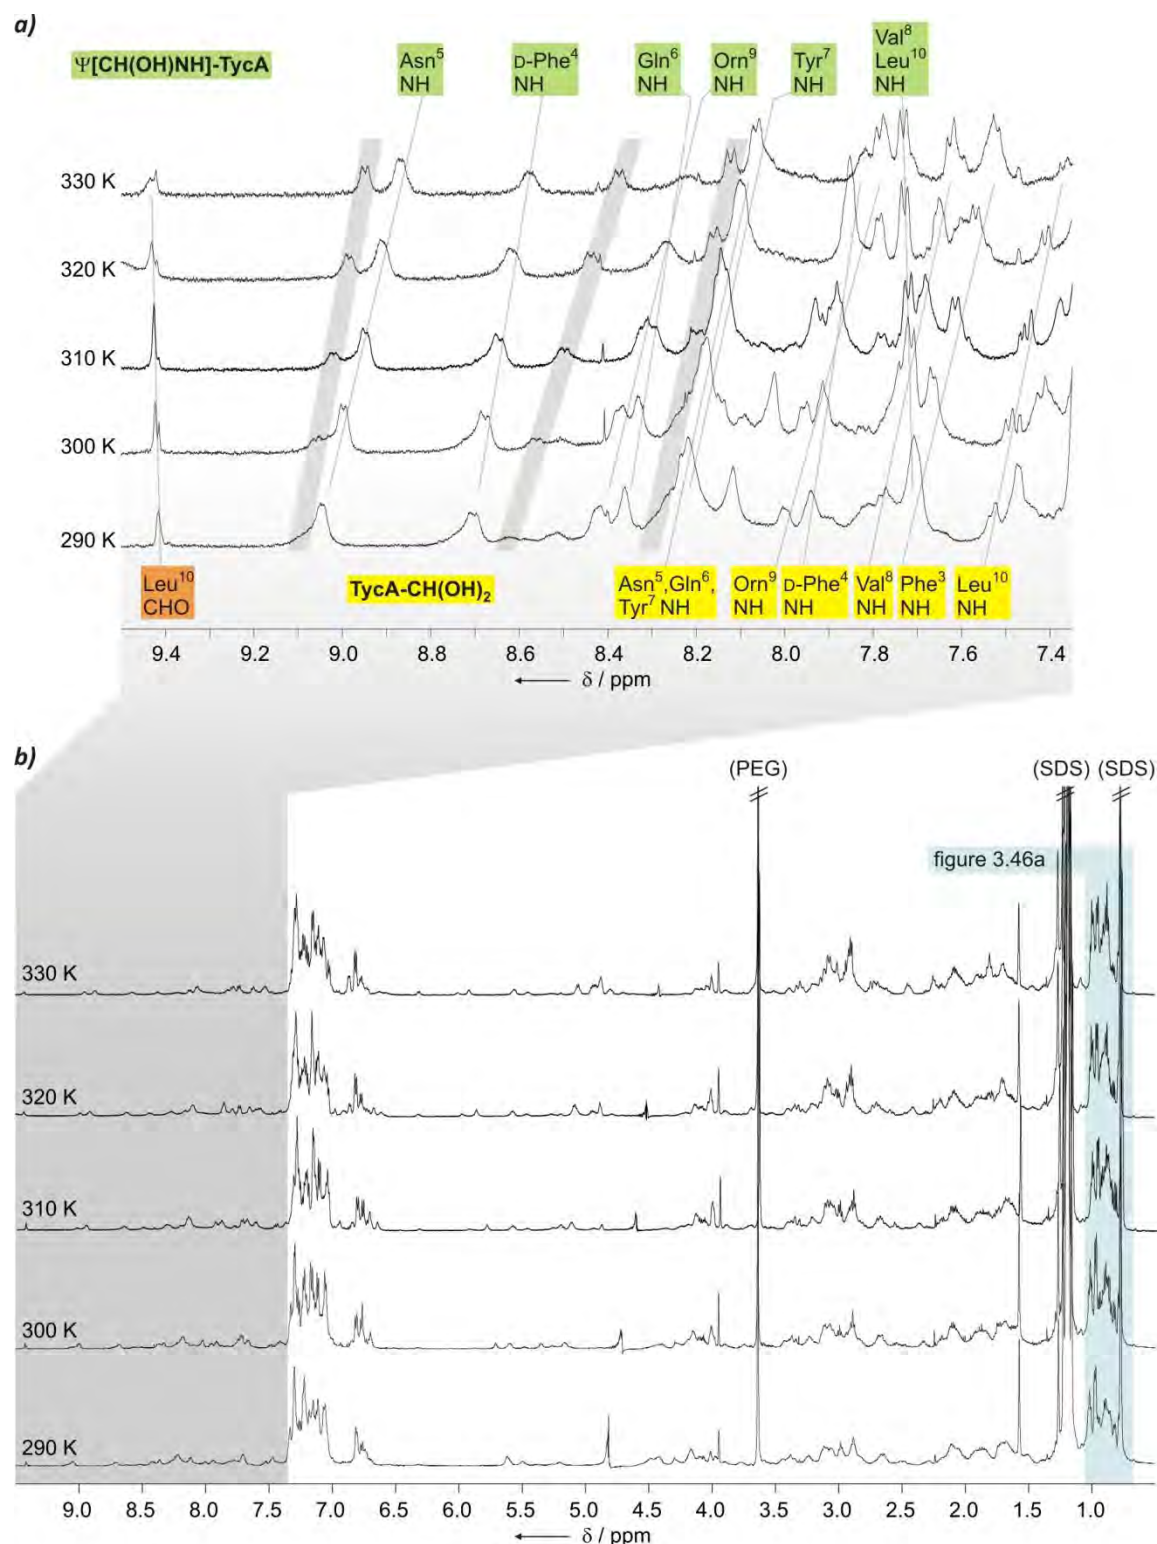 a)
Ψ[CH(OH)NH]-TycA
Asn⁵
NH
D-Phe⁴
NH
Gln⁶
NH
Orn⁹
NH
Tyr⁷
NH
Val⁸
Leu¹⁰
NH
330 K
320 K
310 K
300 K
290 K
Leu¹⁰
CHO
TycA-CH(OH)₂
Asn⁵,Gln⁶,
Tyr⁷ NH
Orn⁹
NH
D-Phe⁴
NH
Val⁸
NH
Phe³
NH
Leu¹⁰
NH
9.4 9.2 9.0 8.8 8.6 8.4 8.2 8.0 7.8 7.6 7.4
← δ / ppm
b)
(PEG) (SDS) (SDS)
figure 3.46a
330 K
320 K
310 K
300 K
290 K
9.0 8.5 8.0 7.5 7.0 6.5 6.0 5.5 5.0 4.5 4.0 3.5 3.0 2.5 2.0 1.5 1.0
← δ / ppm